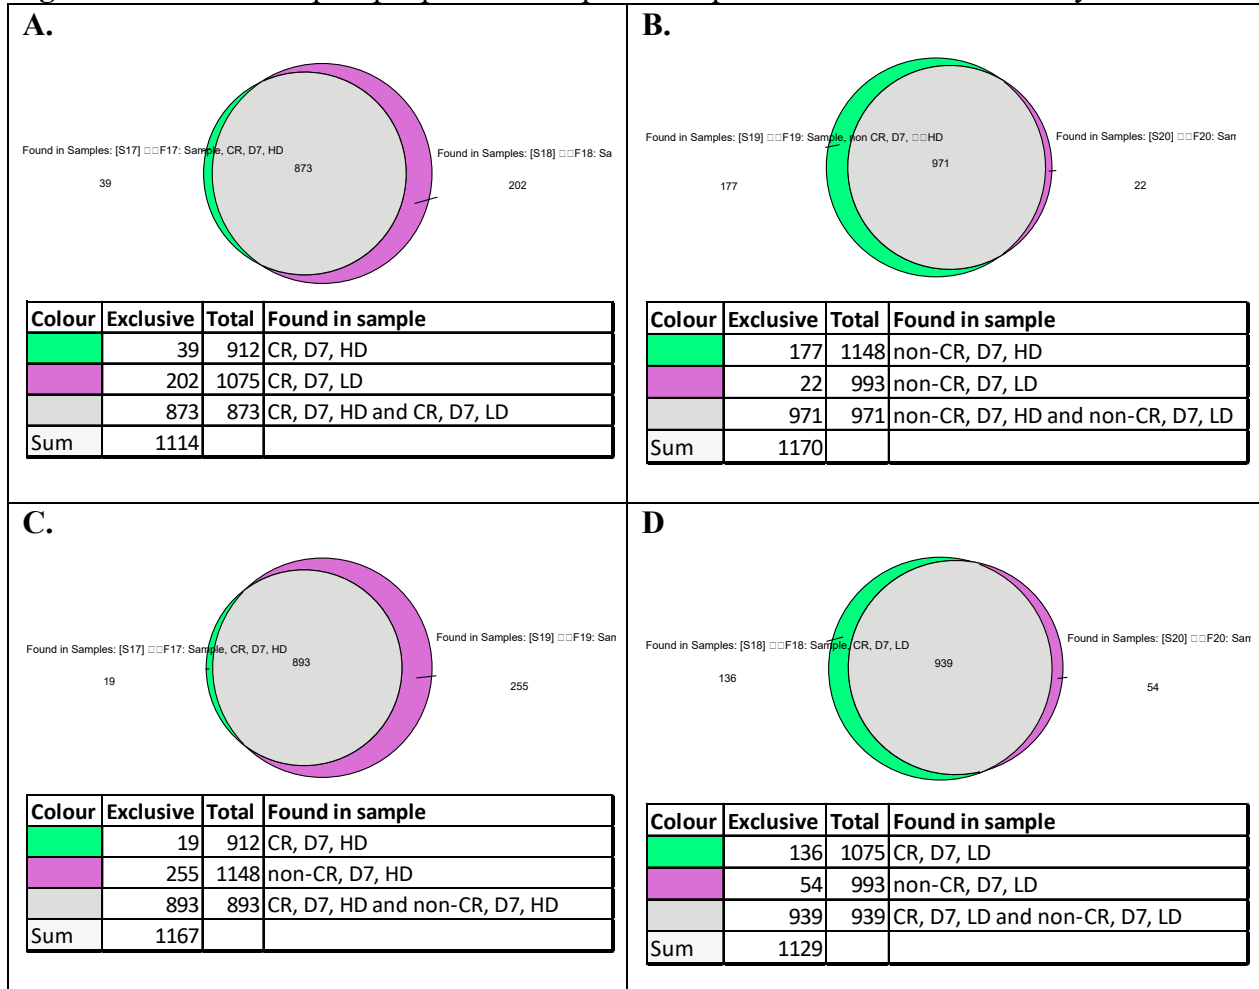 A.
Found in Samples: [S17] □□F17: Sample, CR, D7, HD
39
873
Found in Samples: [S18] □□F18: Sa
202
Colour Exclusive Total Found in sample
39 912 CR, D7, HD
202 1075 CR, D7, LD
873 873 CR, D7, HD and CR, D7, LD
Sum 1114
B.
Found in Samples: [S19] □□F19: Sample, non CR, D7, □□HD
177
971
Found in Samples: [S20] □□F20: Sam
22
Colour Exclusive Total Found in sample
177 1148 non-CR, D7, HD
22 993 non-CR, D7, LD
971 971 non-CR, D7, HD and non-CR, D7, LD
Sum 1170
C.
Found in Samples: [S17] □□F17: Sample, CR, D7, HD
19
893
Found in Samples: [S19] □□F19: Sam
255
Colour Exclusive Total Found in sample
19 912 CR, D7, HD
255 1148 non-CR, D7, HD
893 893 CR, D7, HD and non-CR, D7, HD
Sum 1167
D
Found in Samples: [S18] □□F18: Sample, CR, D7, LD
136
939
Found in Samples: [S20] □□F20: Sam
54
Colour Exclusive Total Found in sample
136 1075 CR, D7, LD
54 993 non-CR, D7, LD
939 939 CR, D7, LD and non-CR, D7, LD
Sum 1129